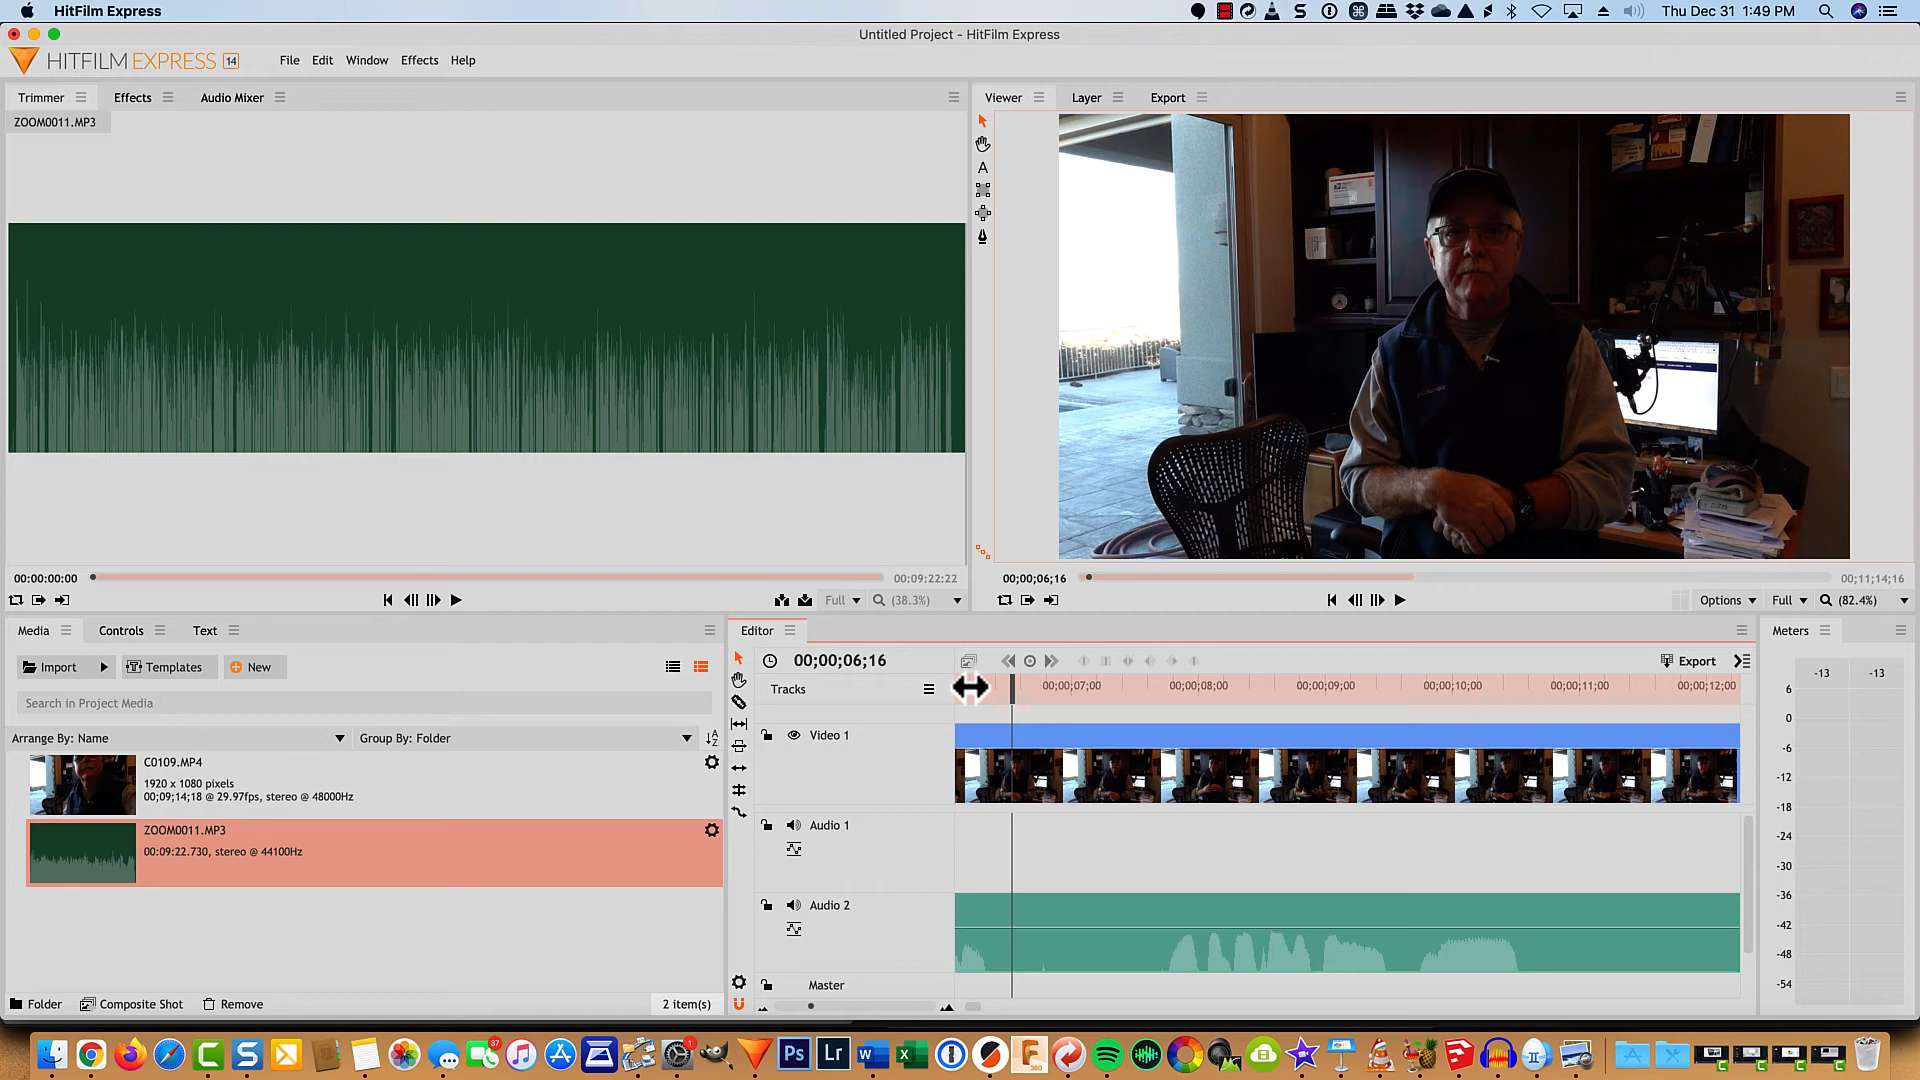 HitFilm Express
Thu Dec 31 1:49 PM
Untitled Project - HitFilm Express
HITFILM EXPRESS 14
File Edit Window Effects Help
Trimmer Effects Audio Mixer
Viewer Layer Export
ZOOM0011.MP3
00:00:00:00
00:09:22:22
Full (38.3%)
00;00;06;16
00;11;14;16
Options Full (82.4%)
Media Controls Text
Editor
Meters
Import Templates New
00;00;06;16
Export
Search in Project Media
Tracks
00;00;07;00 00;00;08;00 00;00;09;00 00;00;10;00 00;00;11;00 00;00;12;00
Arrange By: Name
Group By: Folder
C0109.MP4
1920 x 1080 pixels
00;09;14;18 @ 29.97fps, stereo @ 48000Hz
ZOOM0011.MP3
00:09:22.730, stereo @ 44100Hz
Video 1
Audio 1
Audio 2
Master
-13 -13
6
0
-6
-12
-18
-24
-30
-36
-42
-48
-54
Folder Composite Shot Remove
2 item(s)
37
1
Ps
Lr
W
X
F
360